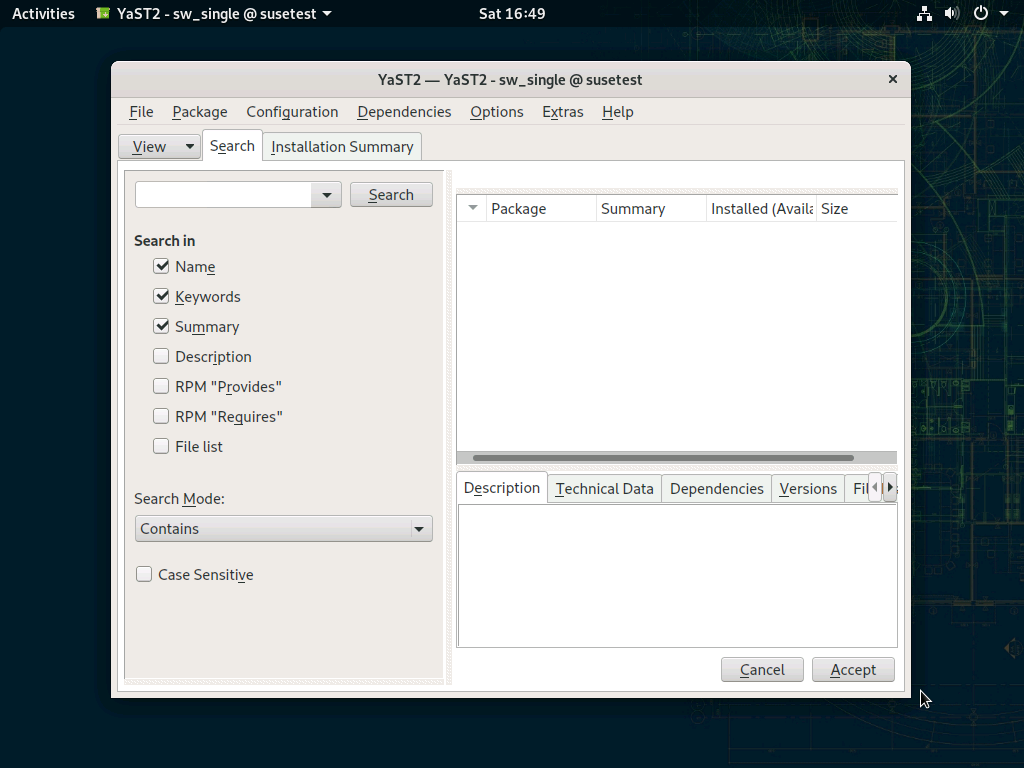 Activities YaST2 - sw_single @ susetest Sat 16:49
YaST2 — YaST2 - sw_single @ susetest
File Package Configuration Dependencies Options Extras Help
View Search Installation Summary
Search
Package Summary Installed (Availa Size
Search in
Name
Keywords
Summary
Description
RPM "Provides"
RPM "Requires"
File list
Search Mode:
Contains
Case Sensitive
Description Technical Data Dependencies Versions
Cancel Accept